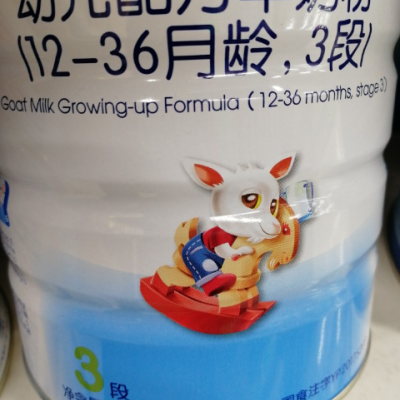 幼儿配方羊奶粉
(12-36月龄, 3段)
Goat Milk Growing-up Formula ( 12-36 months, stage 3 )
3 段